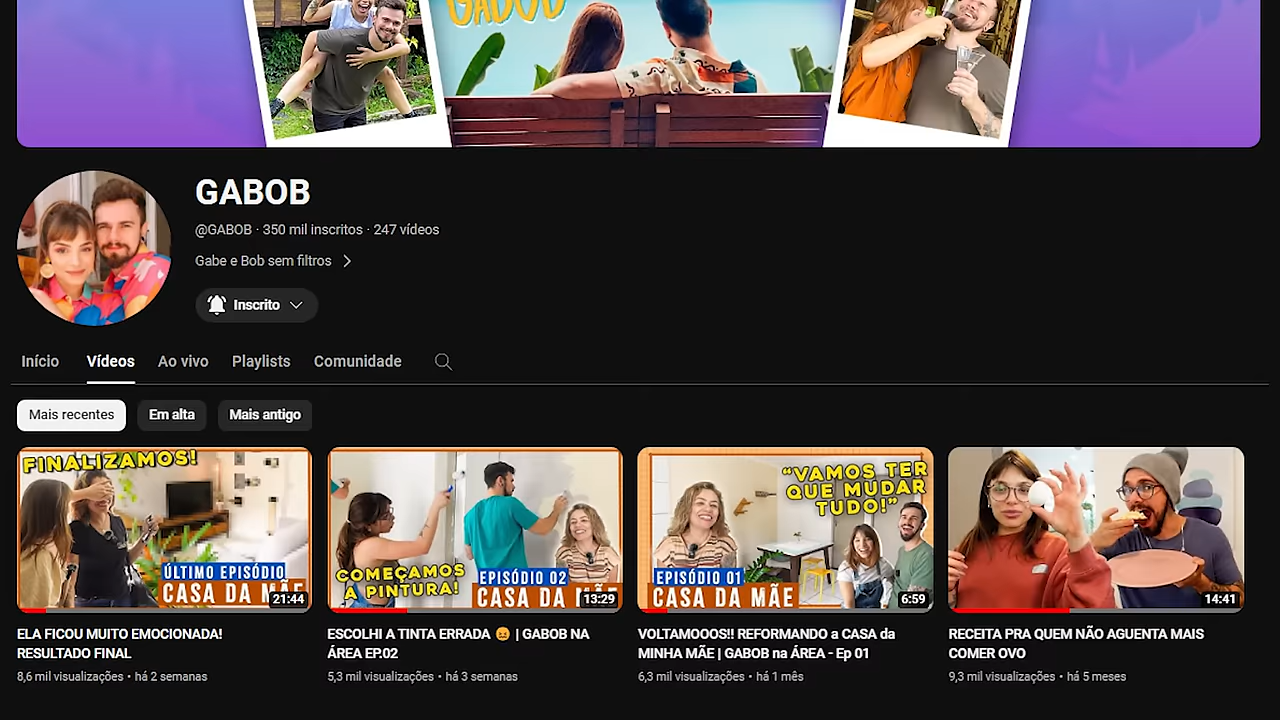 GABOB
GABOB
@GABOB · 350 mil inscritos · 247 vídeos
Gabe e Bob sem filtros
Inscrito
Início Vídeos Ao vivo Playlists Comunidade
Mais recentes Em alta Mais antigo
FINALIZAMOS!
ÚLTIMO EPISÓDIO
CASA DA MÃE
21:44
COMEÇAMOS
A PINTURA!
EPISÓDIO 02
CASA DA MÃE
13:29
“VAMOS TER
QUE MUDAR
TUDO!”
EPISÓDIO 01
CASA DA MÃE
6:59
14:41
ELA FICOU MUITO EMOCIONADA!
RESULTADO FINAL
8,6 mil visualizações • há 2 semanas
ESCOLHI A TINTA ERRADA 😖 | GABOB NA
ÁREA EP.02
5,3 mil visualizações • há 3 semanas
VOLTAMOOOS!! REFORMANDO a CASA da
MINHA MÃE | GABOB na ÁREA - Ep 01
6,3 mil visualizações • há 1 mês
RECEITA PRA QUEM NÃO AGUENTA MAIS
COMER OVO
9,3 mil visualizações • há 5 meses